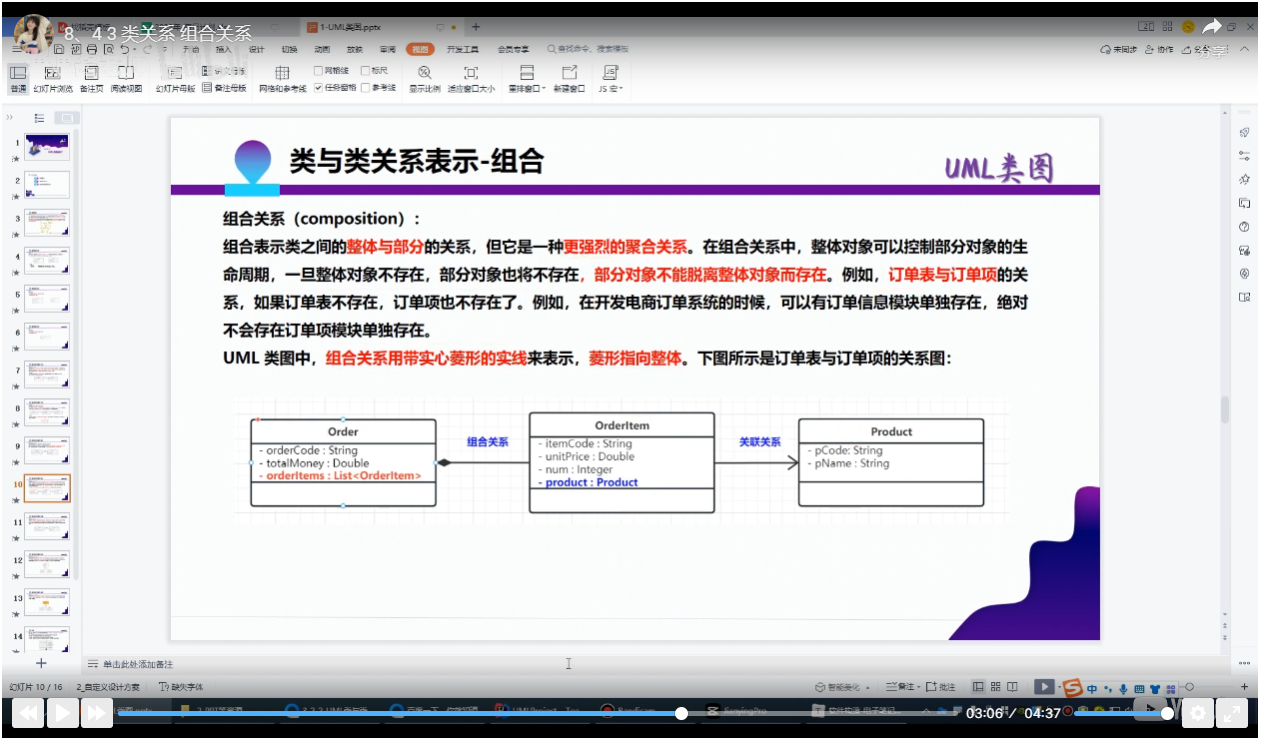 8、4 3 类关系 组合关系
1-UML类图.pptx
开始 插入 设计 切换 动画 放映 审阅 视图 开发工具 会员专享 查找命令、搜索模板
未同步 协作 分享
普通 幻灯片浏览 备注页 阅读视图 幻灯片母版 讲义母版 备注母版 网格和参考线 网格线 标尺 任务窗格 参考线 显示比例 适应窗口大小 重排窗口 新建窗口 JS 宏
1
2
3
4
5
6
7
8
9
10
11
12
13
14
类与类关系表示-组合
UML类图
组合关系（composition）:
组合表示类之间的整体与部分的关系，但它是一种更强烈的聚合关系。在组合关系中，整体对象可以控制部分对象的生
命周期，一旦整体对象不存在，部分对象也将不存在，部分对象不能脱离整体对象而存在。例如，订单表与订单项的关
系，如果订单表不存在，订单项也不存在了。例如，在开发电商订单系统的时候，可以有订单信息模块单独存在，绝对
不会存在订单项模块单独存在。
UML 类图中，组合关系用带实心菱形的实线来表示，菱形指向整体。下图所示是订单表与订单项的关系图：
Order
- orderCode : String
- totalMoney : Double
- orderItems : List<OrderItem>
组合关系
OrderItem
- itemCode : String
- unitPrice : Double
- num : Integer
- product : Product
关联关系
Product
- pCode: String
- pName : String
单击此处添加备注
幻灯片 10 / 16 2_自定义设计方案 缺失字体
智能美化 备注 批注
中
03:06 / 04:37